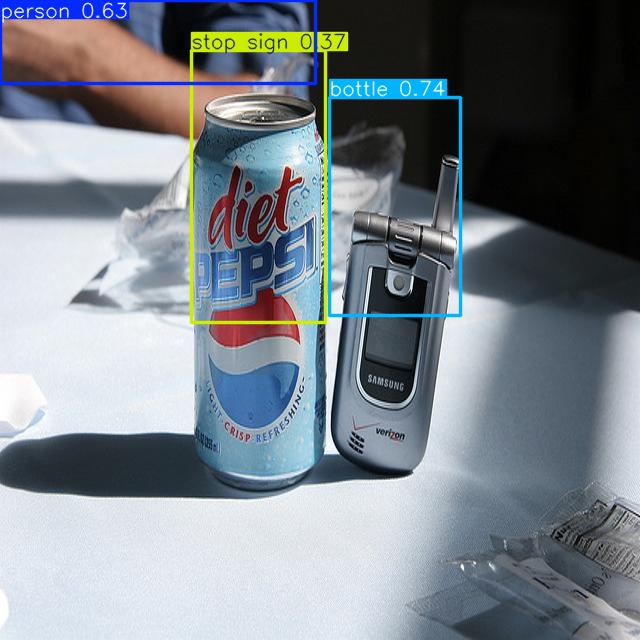 person 0.63
stop sign 0.37
bottle 0.74
diet
PEPSI
LIGHT·CRISP·REFRESHING·
SAMSUNG
verizon